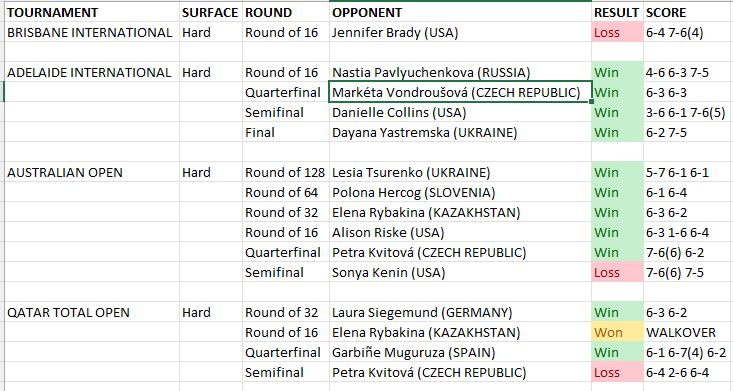 TOURNAMENT SURFACE ROUND OPPONENT RESULT SCORE
BRISBANE INTERNATIONAL Hard Round of 16 Jennifer Brady (USA) Loss 6-4 7-6(4)
ADELAIDE INTERNATIONAL Hard Round of 16 Nastia Pavlyuchenkova (RUSSIA) Win 4-6 6-3 7-5
Quarterfinal Markéta Vondroušová (CZECH REPUBLIC) Win 6-3 6-3
Semifinal Danielle Collins (USA) Win 3-6 6-1 7-6(5)
Final Dayana Yastremska (UKRAINE) Win 6-2 7-5
AUSTRALIAN OPEN Hard Round of 128 Lesia Tsurenko (UKRAINE) Win 5-7 6-1 6-1
Round of 64 Polona Hercog (SLOVENIA) Win 6-1 6-4
Round of 32 Elena Rybakina (KAZAKHSTAN) Win 6-3 6-2
Round of 16 Alison Riske (USA) Win 6-3 1-6 6-4
Quarterfinal Petra Kvitová (CZECH REPUBLIC) Win 7-6(6) 6-2
Semifinal Sonya Kenin (USA) Loss 7-6(6) 7-5
QATAR TOTAL OPEN Hard Round of 32 Laura Siegemund (GERMANY) Win 6-3 6-2
Round of 16 Elena Rybakina (KAZAKHSTAN) Won WALKOVER
Quarterfinal Garbiñe Muguruza (SPAIN) Win 6-1 6-7(4) 6-2
Semifinal Petra Kvitová (CZECH REPUBLIC) Loss 6-4 2-6 6-4